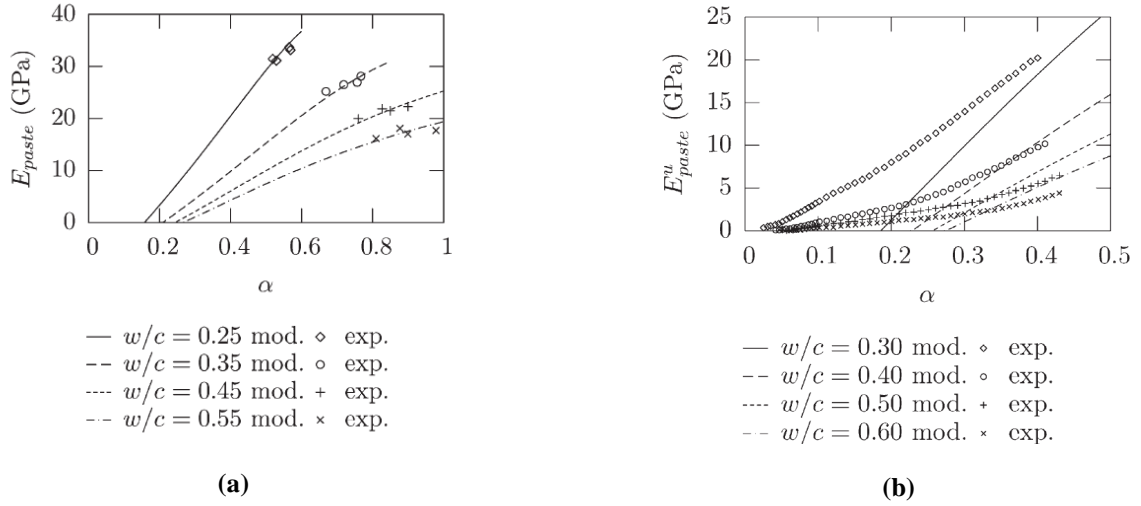 40
30
20
10
0
E_paste (GPa)
0 0.2 0.4 0.6 0.8 1
α
w/c = 0.25 mod. exp.
w/c = 0.35 mod. exp.
w/c = 0.45 mod. exp.
w/c = 0.55 mod. exp.
(a)
25
20
15
10
5
0
E^u_paste (GPa)
0 0.1 0.2 0.3 0.4 0.5
α
w/c = 0.30 mod. exp.
w/c = 0.40 mod. exp.
w/c = 0.50 mod. exp.
w/c = 0.60 mod. exp.
(b)